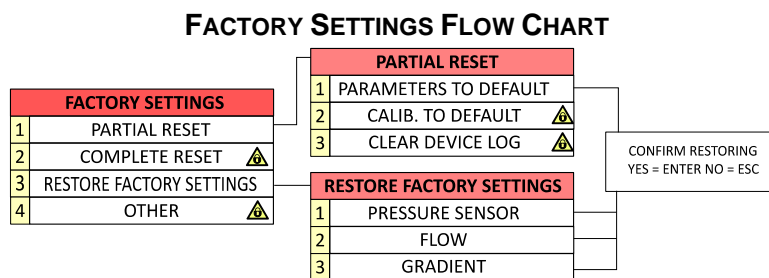 FACTORY SETTINGS FLOW CHART
FACTORY SETTINGS
1 PARTIAL RESET
2 COMPLETE RESET
3 RESTORE FACTORY SETTINGS
4 OTHER
PARTIAL RESET
1 PARAMETERS TO DEFAULT
2 CALIB. TO DEFAULT
3 CLEAR DEVICE LOG
RESTORE FACTORY SETTINGS
1 PRESSURE SENSOR
2 FLOW
3 GRADIENT
CONFIRM RESTORING
YES = ENTER NO = ESC